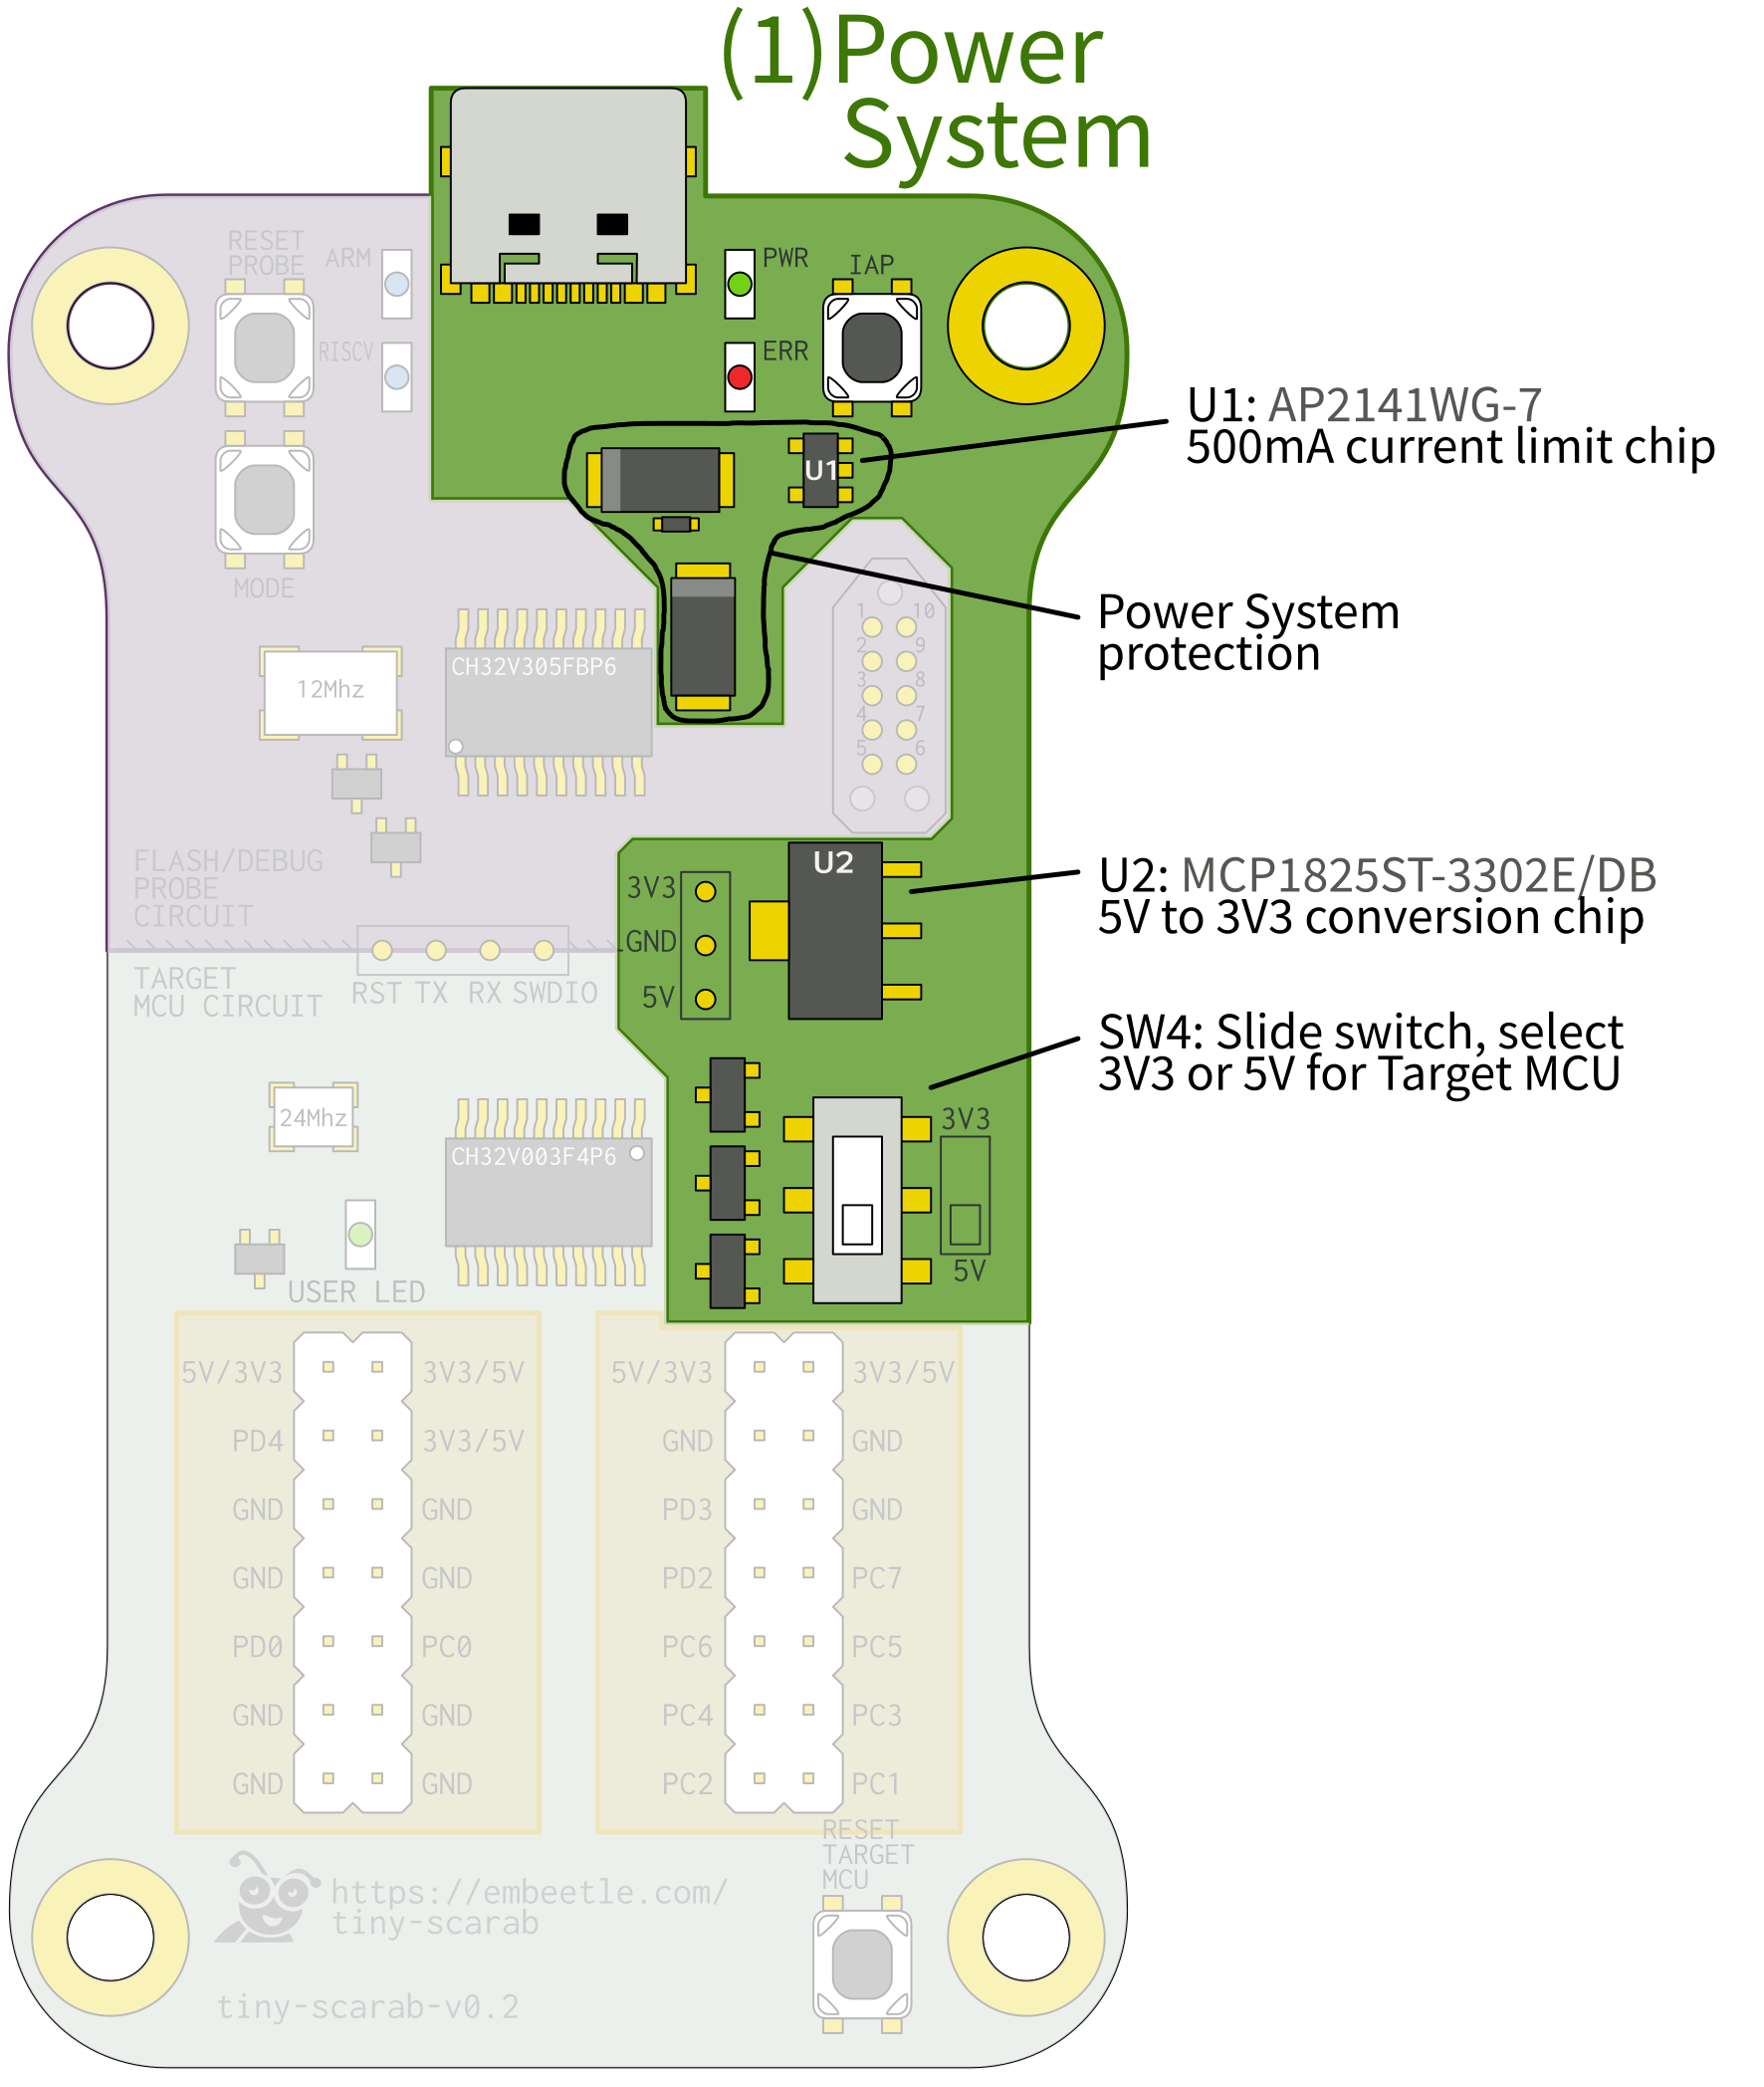 (1)Power
System
RESET
PROBE
ARM
PWR
IAP
RISCV
ERR
U1: AP2141WG-7
500mA current limit chip
U1
MODE
Power System
protection
1 10
2 9
3 8
4 7
5 6
CH32V305FBP6
12Mhz
FLASH/DEBUG
PROBE
CIRCUIT
U2
3V3
GND
5V
U2: MCP1825ST-3302E/DB
5V to 3V3 conversion chip
TARGET
MCU CIRCUIT
RST TX RX SWDIO
SW4: Slide switch, select
3V3 or 5V for Target MCU
24Mhz
CH32V003F4P6
3V3
5V
USER LED
5V/3V3 3V3/5V
PD4 3V3/5V
GND GND
GND GND
PD0 PC0
GND GND
GND GND
5V/3V3 3V3/5V
GND GND
PD3 GND
PD2 PC7
PC6 PC5
PC4 PC3
PC2 PC1
RESET
TARGET
MCU
https://embeetle.com/
tiny-scarab
tiny-scarab-v0.2